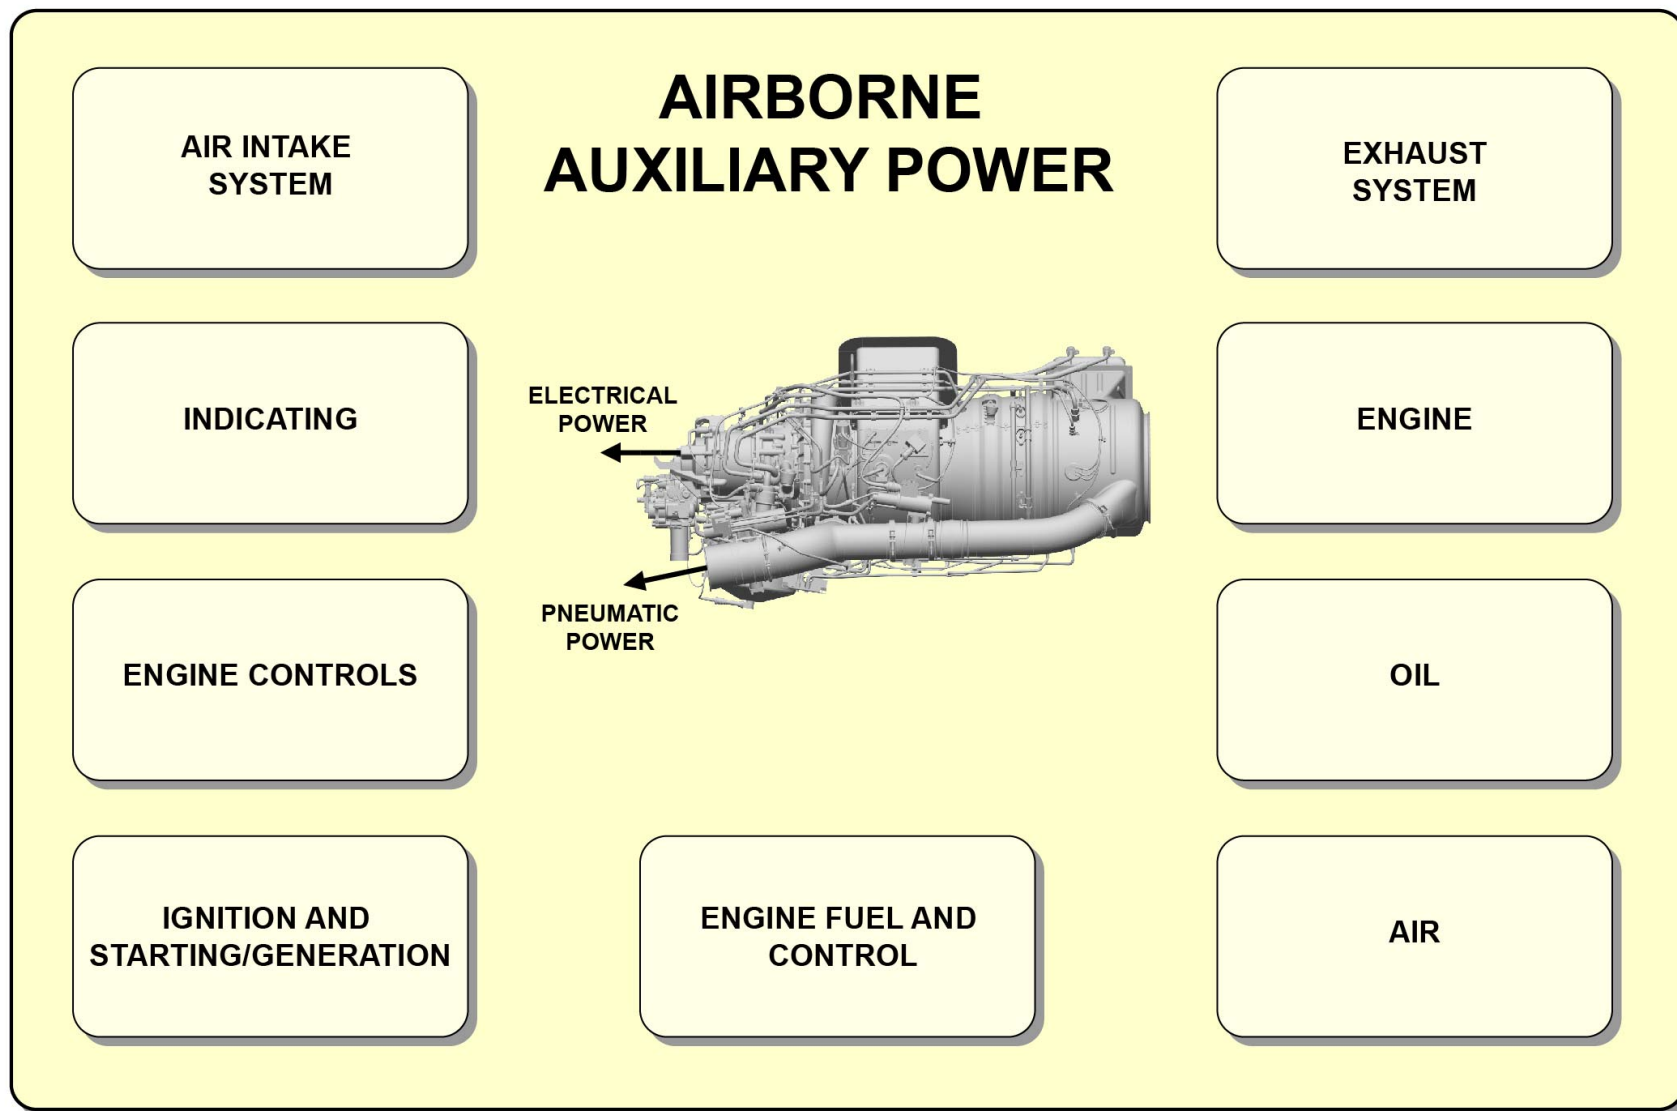 AIRBORNE
AUXILIARY POWER
AIR INTAKE
SYSTEM
EXHAUST
SYSTEM
INDICATING
ELECTRICAL
POWER
ENGINE
PNEUMATIC
POWER
ENGINE CONTROLS
OIL
IGNITION AND
STARTING/GENERATION
ENGINE FUEL AND
CONTROL
AIR